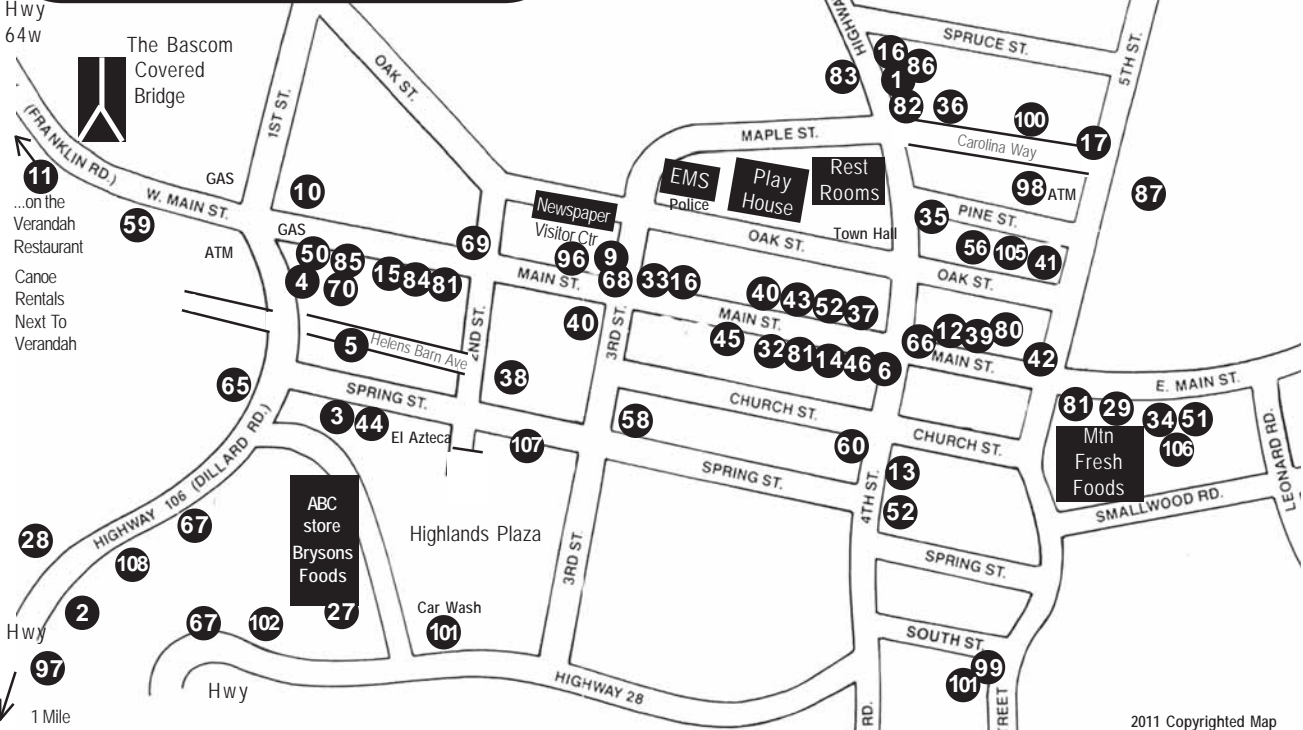 Hwy
64w
The Bascom
Covered
Bridge
(FRANKLIN RD.)
11
...on the
Verandah
Restaurant
Canoe
Rentals
Next To
Verandah
59
W. MAIN ST.
GAS
ATM
1ST ST.
OAK ST.
10
GAS
50
85
4
70
15
84
81
69
5
Helens Barn Ave
2ND ST.
65
SPRING ST.
3
44
El Azteca
38
107
HIGHWAY 106 (DILLARD RD.)
28
67
108
2
Hwy
97
1 Mile
ABC
store
Brysons
Foods
27
67
102
Hwy
Highlands Plaza
Car Wash
101
HIGHWAY 28
Newspaper
Visitor Ctr
96
9
68
33
16
MAIN ST.
40
3RD ST.
3RD ST.
58
MAPLE ST.
EMS
Police
Play
House
Rest
Rooms
Town Hall
OAK ST.
40
43
52
37
MAIN ST.
45
32
81
14
46
6
CHURCH ST.
SPRING ST.
60
4TH ST.
13
52
HIGHWAY
83
16
86
1
82
36
100
17
SPRUCE ST.
5TH ST.
Carolina Way
98
ATM
87
35
PINE ST.
56
105
41
OAK ST.
66
12
39
80
42
MAIN ST.
CHURCH ST.
E. MAIN ST.
81
29
34
51
106
Mtn
Fresh
Foods
SMALLWOOD RD.
LEONARD RD.
SPRING ST.
SOUTH ST.
99
101
RD.
REET
2011 Copyrighted Map